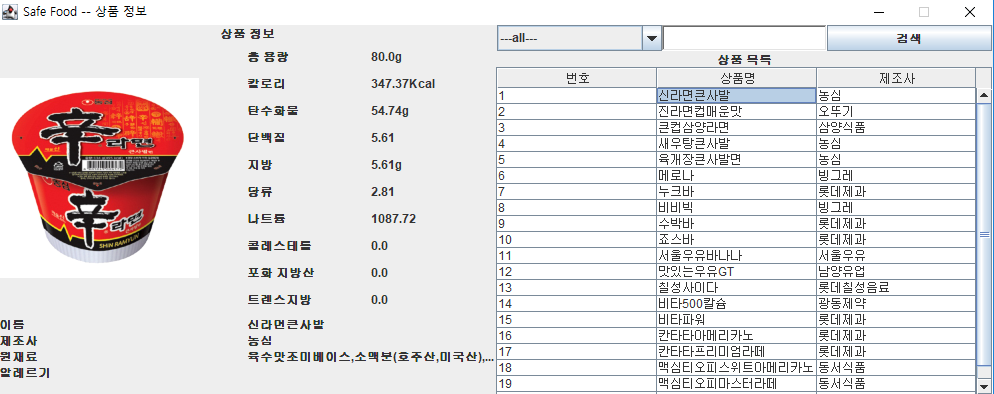 Safe Food -- 상품 정보
상품 정보
총 용량 80.0g
칼로리 347.37Kcal
탄수화물 54.74g
단백질 5.61
지방 5.61g
당류 2.81
나트륨 1087.72
콜레스테롤 0.0
포화 지방산 0.0
트랜스지방 0.0
농심
辛라면
큰사발면
辛라면
SHIN RAMYUN
이름 신라면큰사발
제조사 농심
원재료 육수맛조미베이스,소맥분(호주산,미국산),...
알레르기
---all--- 검색
상품 목록
번호 상품명 제조사
1 신라면큰사발 농심
2 진라면컵매운맛 오뚜기
3 큰컵삼양라면 삼양식품
4 새우탕큰사발 농심
5 육개장큰사발면 농심
6 메로나 빙그레
7 누크바 롯데제과
8 비비빅 빙그레
9 수박바 롯데제과
10 죠스바 롯데제과
11 서울우유바나나 서울우유
12 맛있는우유GT 남양유업
13 칠성사이다 롯데칠성음료
14 비타500칼슘 광동제약
15 비타파워 롯데제과
16 칸타타아메리카노 롯데제과
17 칸타타프리미엄라떼 롯데제과
18 맥심티오피스위트아메리카노 동서식품
19 맥심티오피마스터라떼 동서식품